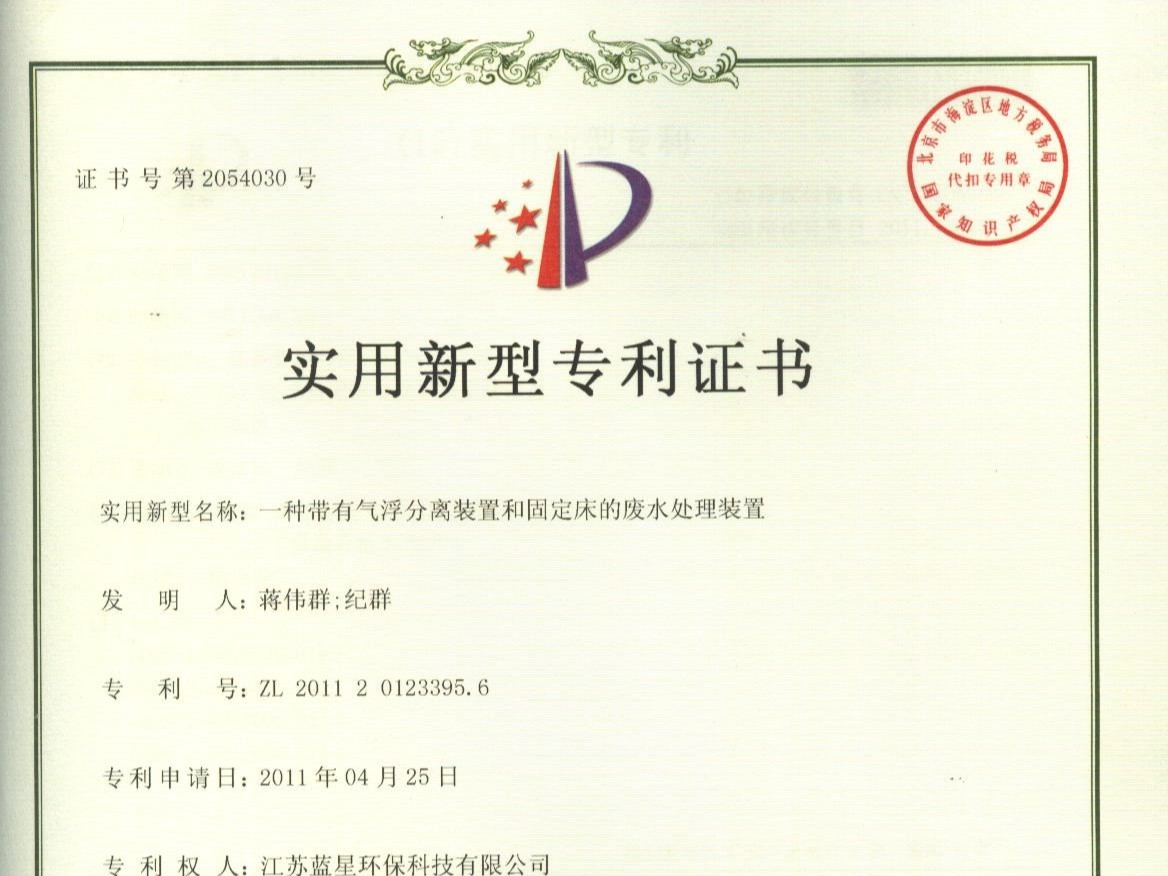 证书号第2054030号
北京市海淀区地方税务局
印花税
代扣专用章
国家知识产权局
实用新型专利证书
实用新型名称：一种带有气浮分离装置和固定床的废水处理装置
发明人：蒋伟群;纪群
专利号：ZL 2011 2 0123395.6
专利申请日：2011年04月25日
专利权人：江苏蓝星环保科技有限公司